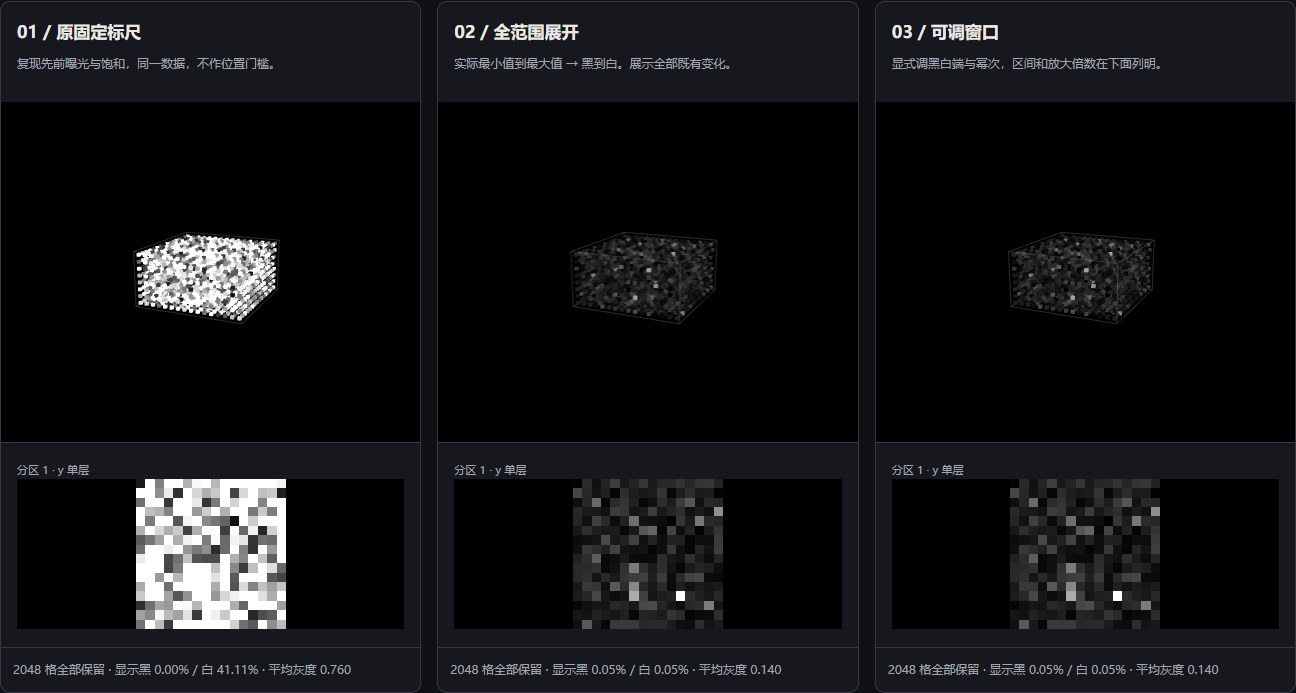 01 / 原固定标尺
复现先前曝光与饱和，同一数据，不作位置门槛。
分区 1 · y 单层
2048 格全部保留 · 显示黑 0.00% / 白 41.11% · 平均灰度 0.760
02 / 全范围展开
实际最小值到最大值 → 黑到白。展示全部既有变化。
分区 1 · y 单层
2048 格全部保留 · 显示黑 0.05% / 白 0.05% · 平均灰度 0.140
03 / 可调窗口
显式调黑白端与幂次，区间和放大倍数在下面列明。
分区 1 · y 单层
2048 格全部保留 · 显示黑 0.05% / 白 0.05% · 平均灰度 0.140